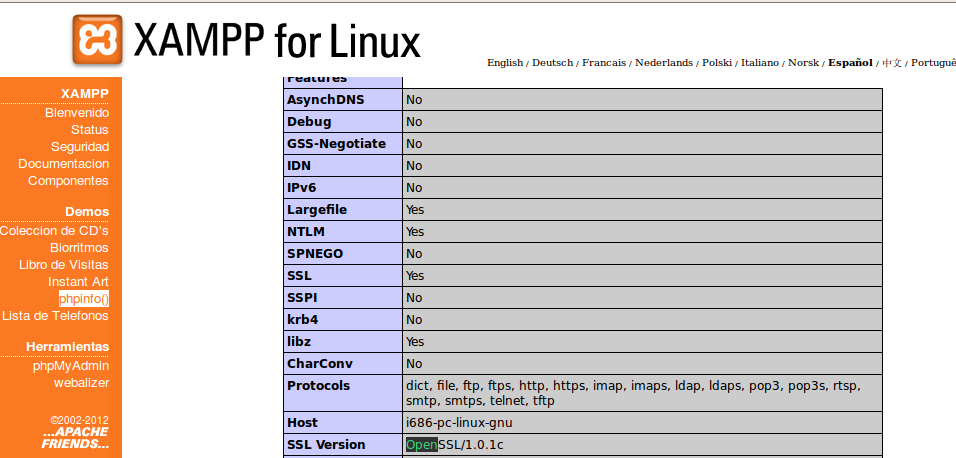 XAMPP for Linux
English / Deutsch / Francais / Nederlands / Polski / Italiano / Norsk / Español / 中文 / Portuguê
XAMPP
Bienvenido
Status
Seguridad
Documentacion
Componentes
Demos
Coleccion de CD's
Biorritmos
Libro de Visitas
Instant Art
phpinfo()
Lista de Telefonos
Herramientas
phpMyAdmin
webalizer
©2002-2012
...APACHE
FRIENDS...
Features
AsynchDNS No
Debug No
GSS-Negotiate No
IDN No
IPv6 No
Largefile Yes
NTLM Yes
SPNEGO No
SSL Yes
SSPI No
krb4 No
libz Yes
CharConv No
Protocols dict, file, ftp, ftps, http, https, imap, imaps, ldap, ldaps, pop3, pop3s, rtsp,
smtp, smtps, telnet, tftp
Host i686-pc-linux-gnu
SSL Version OpenSSL/1.0.1c